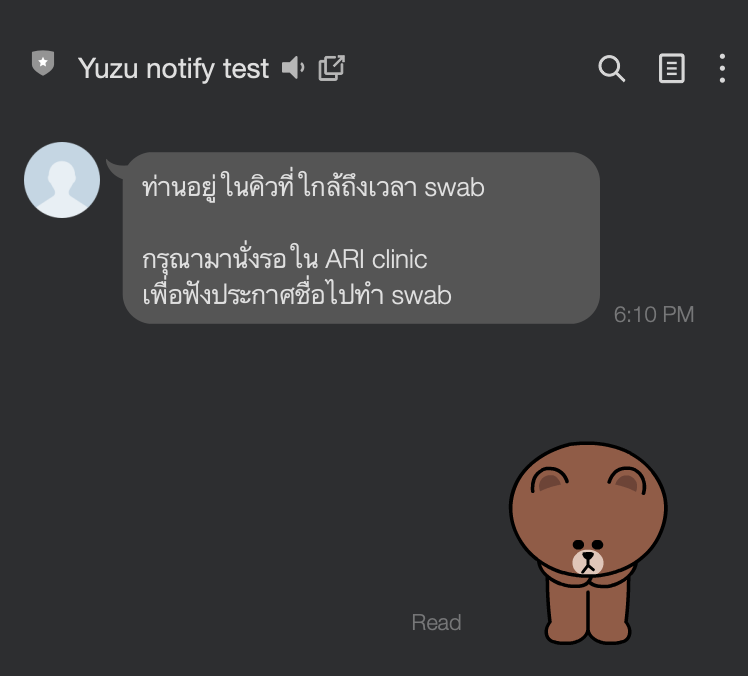 Yuzu notify test
ท่านอยู่ในคิวที่ใกล้ถึงเวลา swab
กรุณามานั่งรอใน ARI clinic
เพื่อฟังประกาศชื่อไปทำ swab
6:10 PM
Read